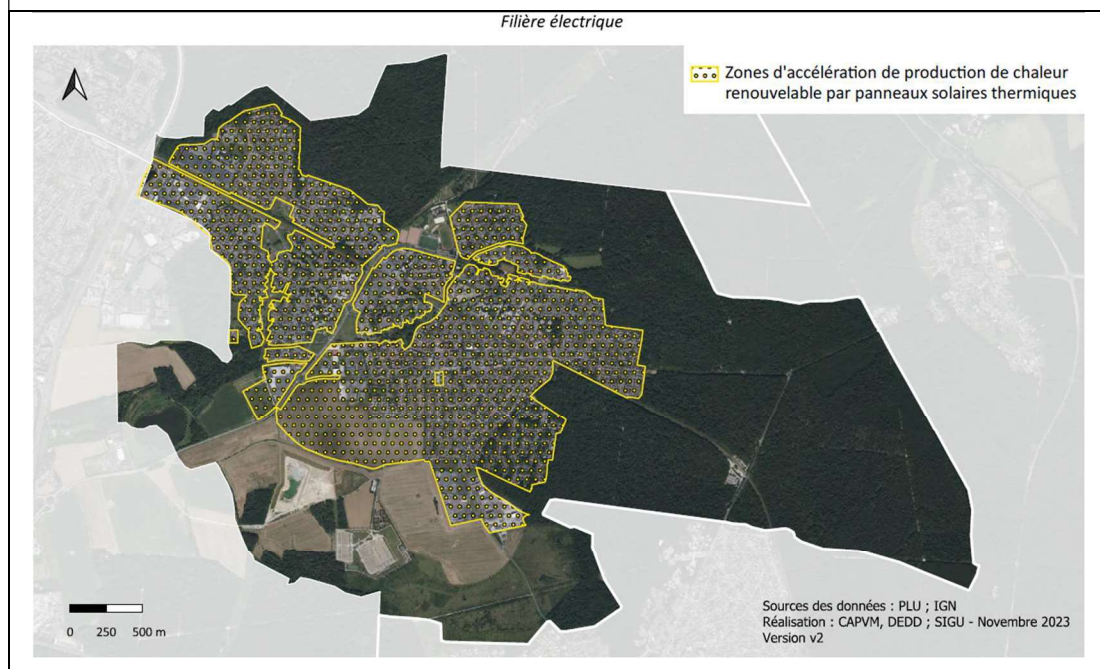 Filière électrique
Zones d'accélération de production de chaleur
renouvelable par panneaux solaires thermiques
0 250 500 m
Sources des données : PLU ; IGN
Réalisation : CAPVM, DEDD ; SIGU - Novembre 2023
Version v2